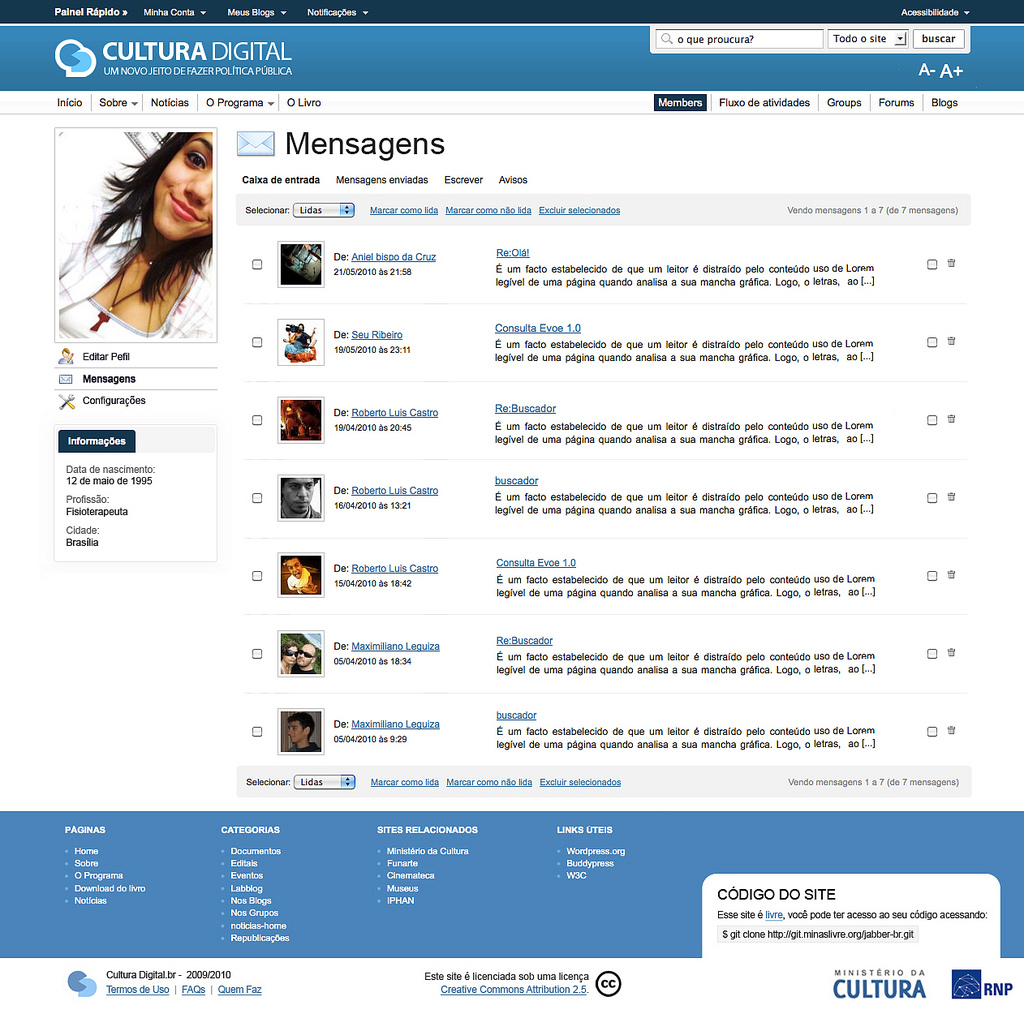 Painel Rápido » Minha Conta Meus Blogs Notificações Acessibilidade
CULTURA DIGITAL
UM NOVO JEITO DE FAZER POLÍTICA PÚBLICA
o que proucura? Todo o site buscar
A- A+
Início Sobre Notícias O Programa O Livro Members Fluxo de atividades Groups Forums Blogs
Mensagens
Caixa de entrada Mensagens enviadas Escrever Avisos
Selecionar: Lidas Marcar como lida Marcar como não lida Excluir selecionados Vendo mensagens 1 a 7 (de 7 mensagens)
De: Aniel bispo da Cruz
21/05/2010 às 21:58
Re:Olá!
É um facto estabelecido de que um leitor é distraído pelo conteúdo uso de Lorem
legível de uma página quando analisa a sua mancha gráfica. Logo, o letras, ao [...]
De: Seu Ribeiro
19/05/2010 às 23:11
Consulta Evoe 1.0
É um facto estabelecido de que um leitor é distraído pelo conteúdo uso de Lorem
legível de uma página quando analisa a sua mancha gráfica. Logo, o letras, ao [...]
De: Roberto Luis Castro
19/04/2010 às 20:45
Re:Buscador
É um facto estabelecido de que um leitor é distraído pelo conteúdo uso de Lorem
legível de uma página quando analisa a sua mancha gráfica. Logo, o letras, ao [...]
De: Roberto Luis Castro
16/04/2010 às 13:21
buscador
É um facto estabelecido de que um leitor é distraído pelo conteúdo uso de Lorem
legível de uma página quando analisa a sua mancha gráfica. Logo, o letras, ao [...]
De: Roberto Luis Castro
15/04/2010 às 18:42
Consulta Evoe 1.0
É um facto estabelecido de que um leitor é distraído pelo conteúdo uso de Lorem
legível de uma página quando analisa a sua mancha gráfica. Logo, o letras, ao [...]
De: Maximiliano Leguiza
05/04/2010 às 18:34
Re:Buscador
É um facto estabelecido de que um leitor é distraído pelo conteúdo uso de Lorem
legível de uma página quando analisa a sua mancha gráfica. Logo, o letras, ao [...]
De: Maximiliano Leguiza
05/04/2010 às 9:29
buscador
É um facto estabelecido de que um leitor é distraído pelo conteúdo uso de Lorem
legível de uma página quando analisa a sua mancha gráfica. Logo, o letras, ao [...]
Selecionar: Lidas Marcar como lida Marcar como não lida Excluir selecionados Vendo mensagens 1 a 7 (de 7 mensagens)
Editar Pefil
Mensagens
Configurações
Informações
Data de nascimento:
12 de maio de 1995
Profissão:
Fisioterapeuta
Cidade:
Brasília
PÁGINAS
Home
Sobre
O Programa
Download do livro
Notícias
CATEGORIAS
Documentos
Editais
Eventos
Labblog
Nos Blogs
Nos Grupos
noticias-home
Republicações
SITES RELACIONADOS
Ministério da Cultura
Funarte
Cinemateca
Museus
IPHAN
LINKS ÚTEIS
Wordpress.org
Buddypress
W3C
CÓDIGO DO SITE
Esse site é livre, você pode ter acesso ao seu código acessando:
$ git clone http://git.minaslivre.org/jabber-br.git
Cultura Digital.br - 2009/2010
Termos de Uso | FAQs | Quem Faz
Este site é licenciada sob uma licença
Creative Commons Attribution 2.5.
cc
MINISTÉRIO DA
CULTURA
RNP